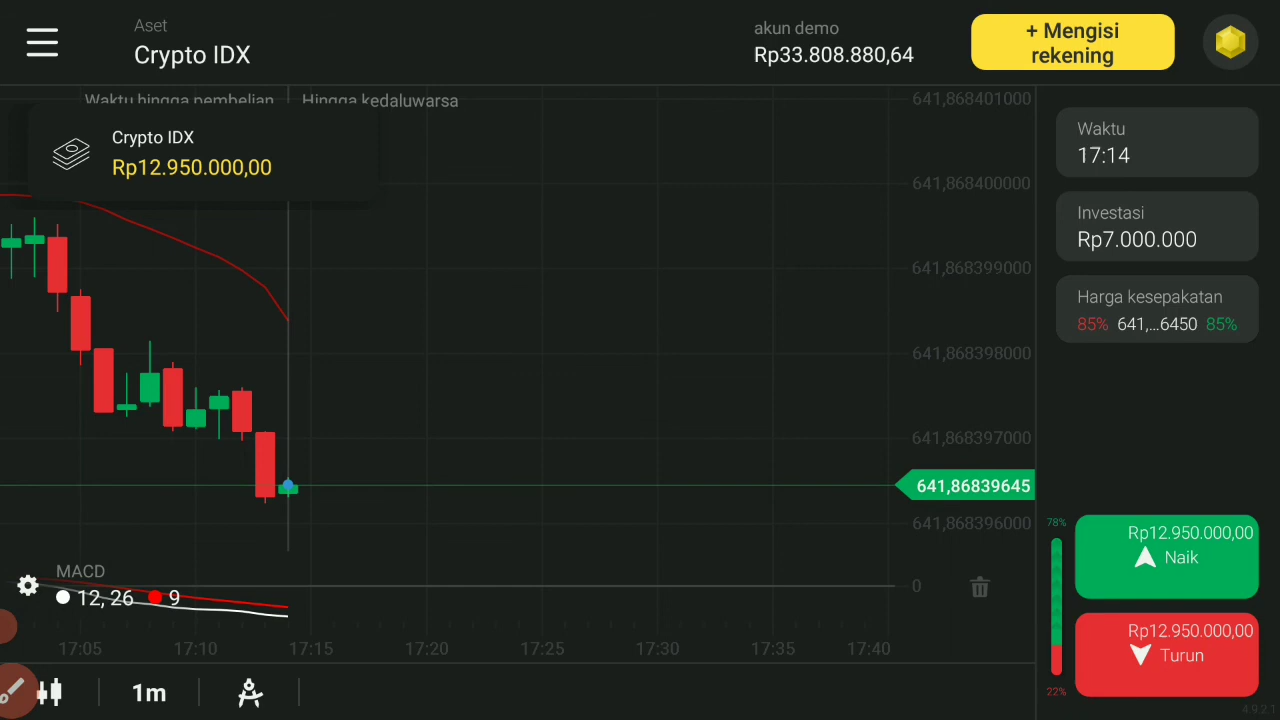 Aset
Crypto IDX
akun demo
Rp33.808.880,64
+ Mengisi
rekening
Waktu hingga pembelian
Hingga kedaluwarsa
Crypto IDX
Rp12.950.000,00
641,868401000
641,868400000
641,868399000
641,868398000
641,868397000
641,86839645
641,868396000
0
Waktu
17:14
Investasi
Rp7.000.000
Harga kesepakatan
85% 641,...6450 85%
78%
Rp12.950.000,00
Naik
Rp12.950.000,00
Turun
22%
MACD
12, 26 9
17:05 17:10 17:15 17:20 17:25 17:30 17:35 17:40
1m